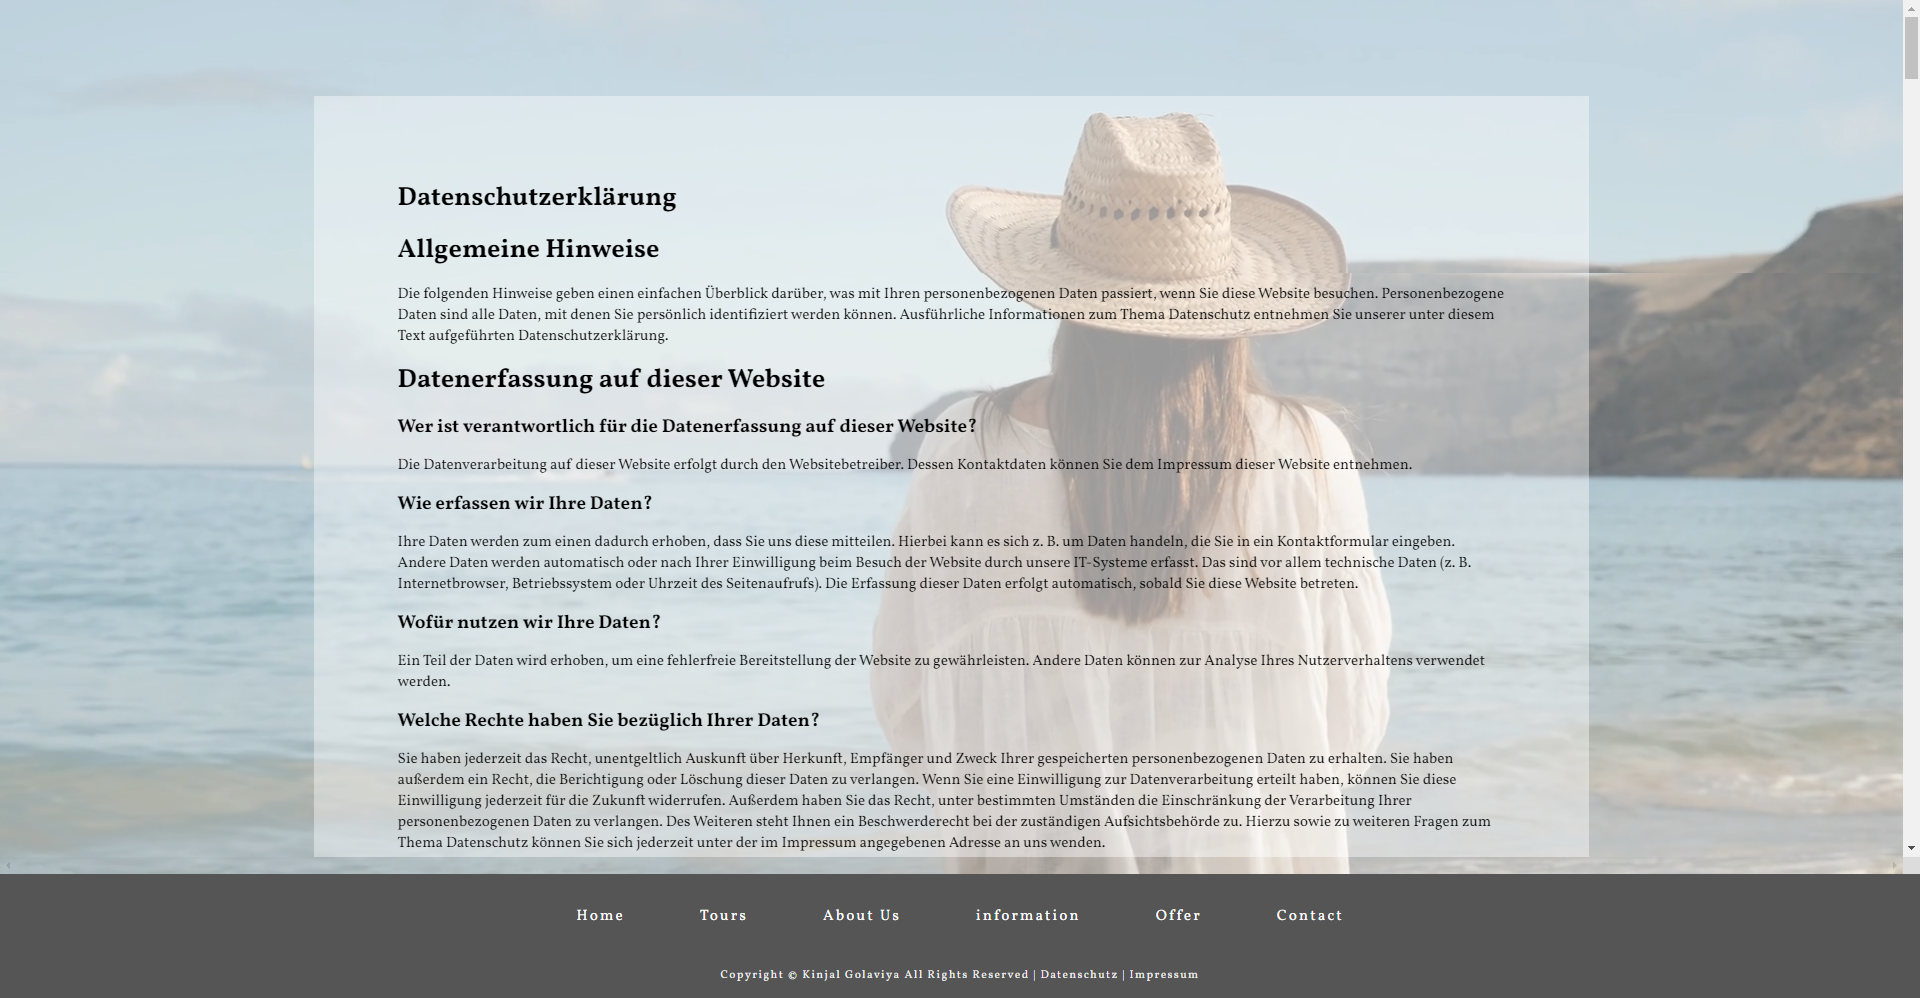 Datenschutzerklärung
Allgemeine Hinweise
Die folgenden Hinweise geben einen einfachen Überblick darüber, was mit Ihren personenbezogenen Daten passiert, wenn Sie diese Website besuchen. Personenbezogene
Daten sind alle Daten, mit denen Sie persönlich identifiziert werden können. Ausführliche Informationen zum Thema Datenschutz entnehmen Sie unserer unter diesem
Text aufgeführten Datenschutzerklärung.
Datenerfassung auf dieser Website
Wer ist verantwortlich für die Datenerfassung auf dieser Website?
Die Datenverarbeitung auf dieser Website erfolgt durch den Websitebetreiber. Dessen Kontaktdaten können Sie dem Impressum dieser Website entnehmen.
Wie erfassen wir Ihre Daten?
Ihre Daten werden zum einen dadurch erhoben, dass Sie uns diese mitteilen. Hierbei kann es sich z. B. um Daten handeln, die Sie in ein Kontaktformular eingeben.
Andere Daten werden automatisch oder nach Ihrer Einwilligung beim Besuch der Website durch unsere IT-Systeme erfasst. Das sind vor allem technische Daten (z. B.
Internetbrowser, Betriebssystem oder Uhrzeit des Seitenaufrufs). Die Erfassung dieser Daten erfolgt automatisch, sobald Sie diese Website betreten.
Wofür nutzen wir Ihre Daten?
Ein Teil der Daten wird erhoben, um eine fehlerfreie Bereitstellung der Website zu gewährleisten. Andere Daten können zur Analyse Ihres Nutzerverhaltens verwendet
werden.
Welche Rechte haben Sie bezüglich Ihrer Daten?
Sie haben jederzeit das Recht, unentgeltlich Auskunft über Herkunft, Empfänger und Zweck Ihrer gespeicherten personenbezogenen Daten zu erhalten. Sie haben
außerdem ein Recht, die Berichtigung oder Löschung dieser Daten zu verlangen. Wenn Sie eine Einwilligung zur Datenverarbeitung erteilt haben, können Sie diese
Einwilligung jederzeit für die Zukunft widerrufen. Außerdem haben Sie das Recht, unter bestimmten Umständen die Einschränkung der Verarbeitung Ihrer
personenbezogenen Daten zu verlangen. Des Weiteren steht Ihnen ein Beschwerderecht bei der zuständigen Aufsichtsbehörde zu. Hierzu sowie zu weiteren Fragen zum
Thema Datenschutz können Sie sich jederzeit unter der im Impressum angegebenen Adresse an uns wenden.
Home Tours About Us information Offer Contact
Copyright © Kinjal Golaviya All Rights Reserved | Datenschutz | Impressum